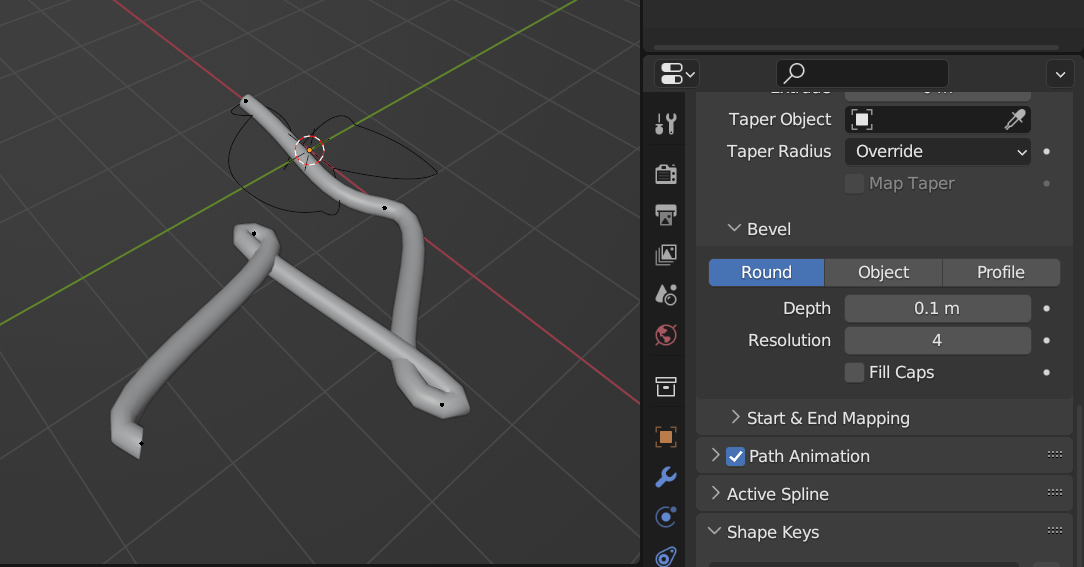 Taper Object
Taper Radius Override
Map Taper
Bevel
Round Object Profile
Depth 0.1 m
Resolution 4
Fill Caps
Start & End Mapping
Path Animation
Active Spline
Shape Keys